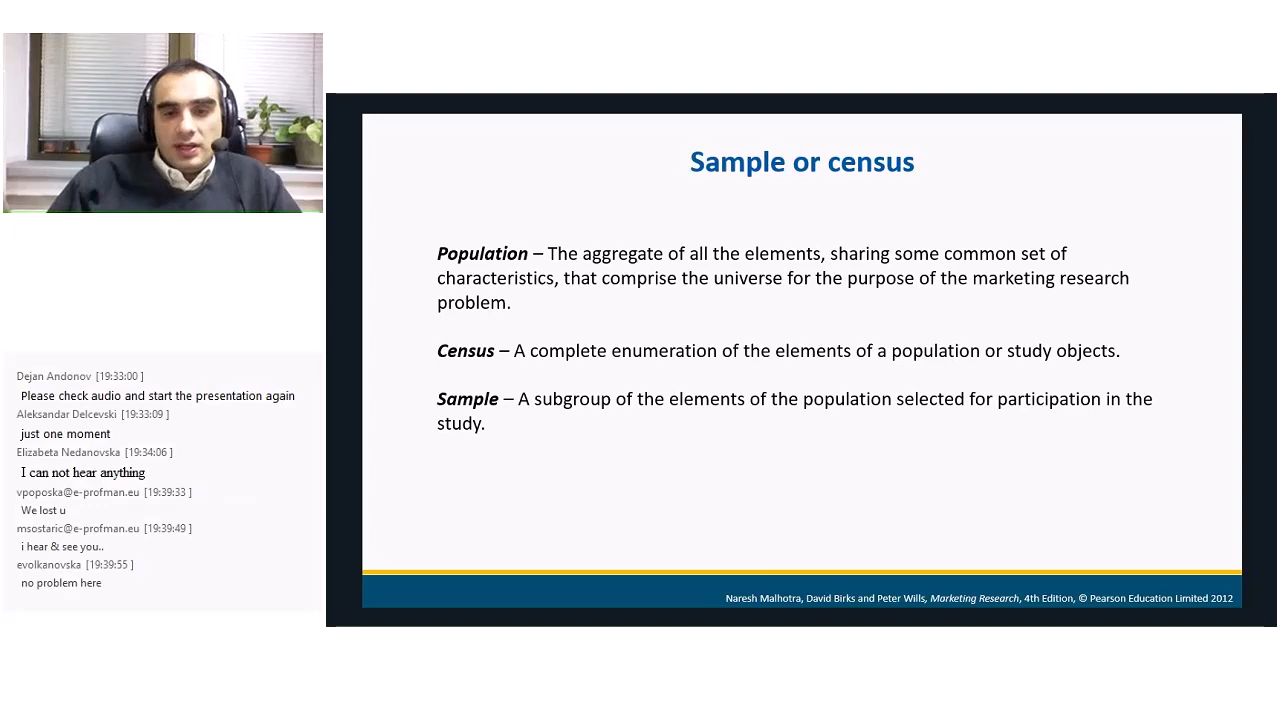 Sample or census
Population – The aggregate of all the elements, sharing some common set of
characteristics, that comprise the universe for the purpose of the marketing research
problem.
Census – A complete enumeration of the elements of a population or study objects.
Sample – A subgroup of the elements of the population selected for participation in the
study.
Naresh Malhotra, David Birks and Peter Wills, Marketing Research, 4th Edition, © Pearson Education Limited 2012
Dejan Andonov [19:33:00 ]
Please check audio and start the presentation again
Aleksandar Delcevski [19:33:09 ]
just one moment
Elizabeta Nedanovska [19:34:06 ]
I can not hear anything
vpoposka@e-profman.eu [19:39:33 ]
We lost u
msostaric@e-profman.eu [19:39:49 ]
i hear & see you..
evolkanovska [19:39:55 ]
no problem here